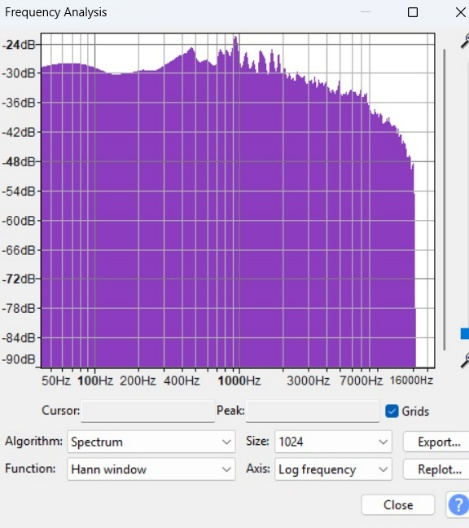 Frequency Analysis
-24dB
-30dB
-36dB
-42dB
-48dB
-54dB
-60dB
-66dB
-72dB
-78dB
-84dB
-90dB
50Hz 100Hz 200Hz 400Hz 1000Hz 3000Hz 7000Hz 16000Hz
Cursor: Peak: Grids
Algorithm: Spectrum Size: 1024 Export...
Function: Hann window Axis: Log frequency Replot...
Close ?